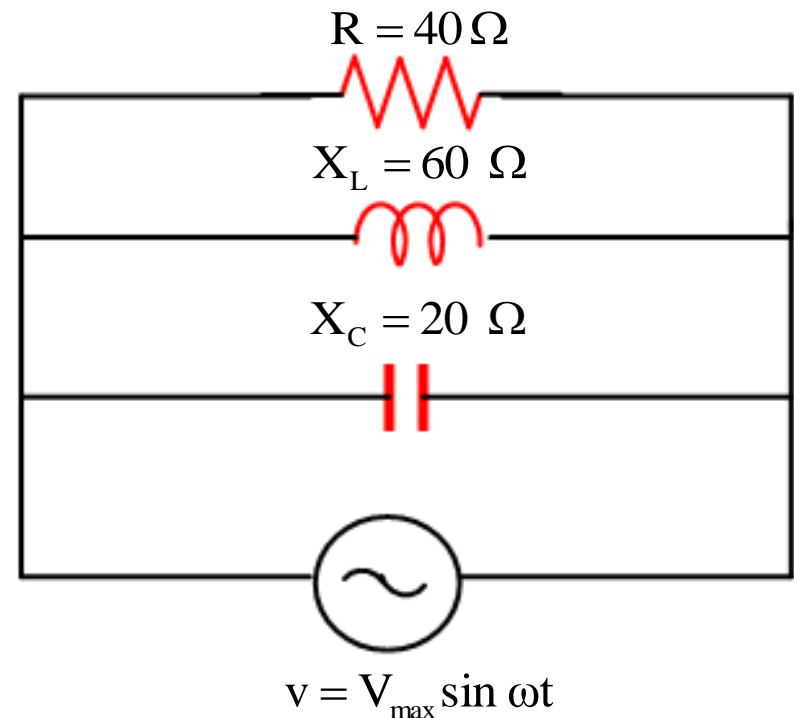 R = 40 Ω
X_L = 60 Ω
X_C = 20 Ω
v = V_max sin ωt